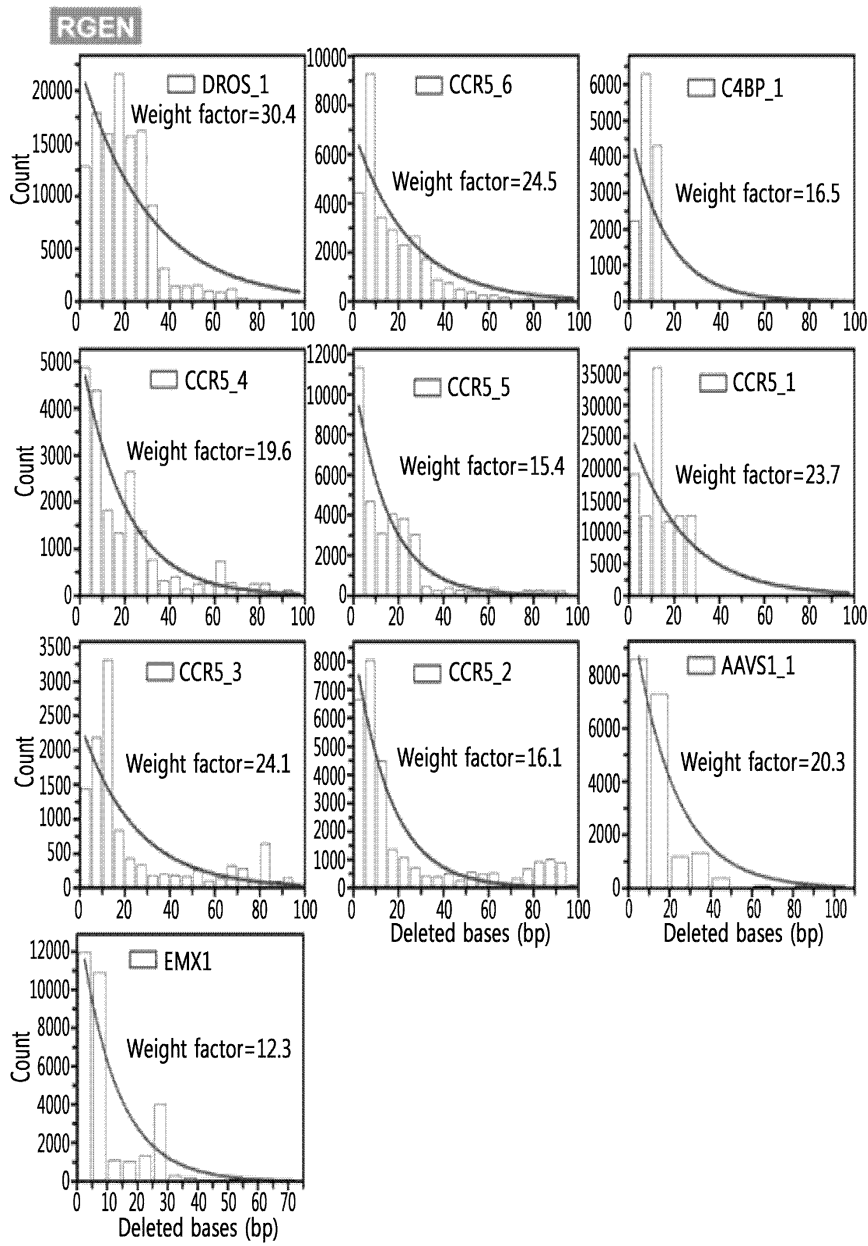 RGEN
DROS_1
Weight factor=30.4
Count
20000
15000
10000
5000
0
0 20 40 60 80 100
CCR5_6
Weight factor=24.5
10000
8000
6000
4000
2000
0
0 20 40 60 80 100
C4BP_1
Weight factor=16.5
6000
5000
4000
3000
2000
1000
0
0 20 40 60 80 100
CCR5_4
Weight factor=19.6
Count
5000
4000
3000
2000
1000
0
0 20 40 60 80 100
CCR5_5
Weight factor=15.4
12000
10000
8000
6000
4000
2000
0
0 20 40 60 80 100
CCR5_1
Weight factor=23.7
35000
30000
25000
20000
15000
10000
5000
0
0 20 40 60 80 100
CCR5_3
Weight factor=24.1
Count
3500
3000
2500
2000
1500
1000
500
0
0 20 40 60 80 100
CCR5_2
Weight factor=16.1
8000
7000
6000
5000
4000
3000
2000
1000
0
0 20 40 60 80 100
Deleted bases (bp)
AAVS1_1
Weight factor=20.3
8000
6000
4000
2000
0
0 20 40 60 80 100
Deleted bases (bp)
EMX1
Weight factor=12.3
Count
12000
10000
8000
6000
4000
2000
0
0 10 20 30 40 50 60 70
Deleted bases (bp)